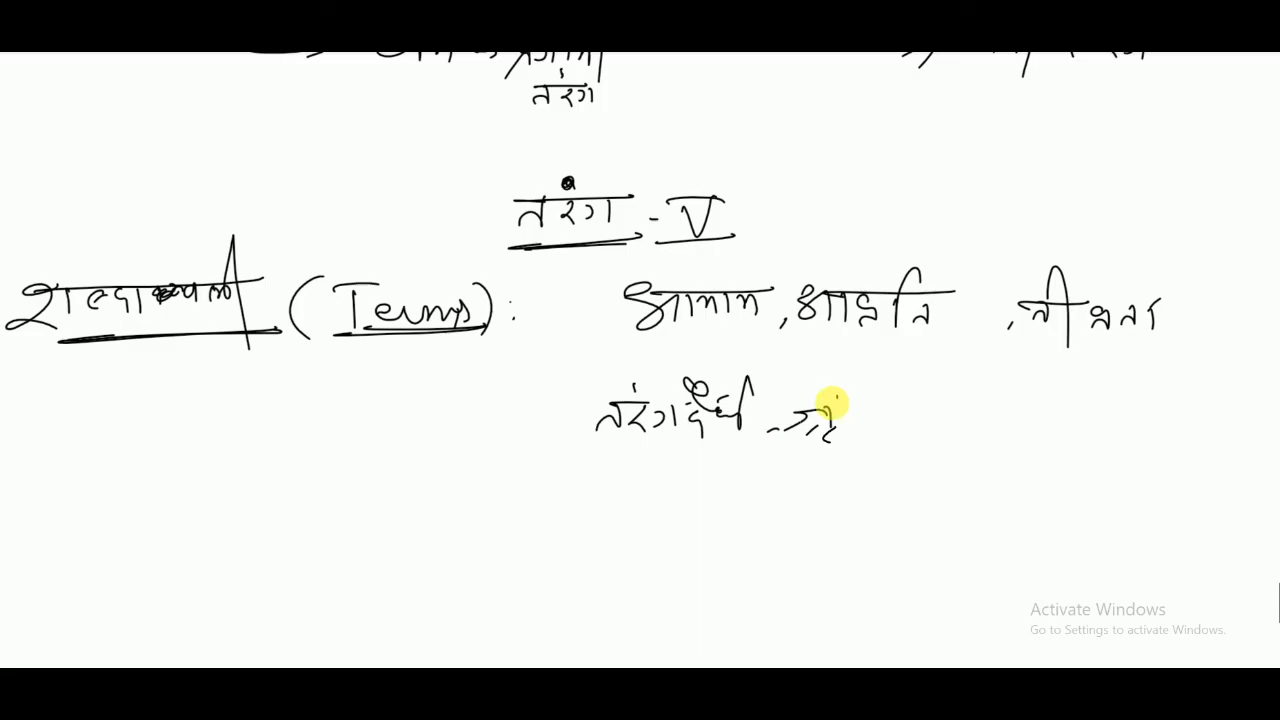 तरंग
तरंग - V
शब्दावली (Terms) : आयाम, आवृत्ति, तीव्रता
तरंगदैर्ध्य,
Activate Windows
Go to Settings to activate Windows.